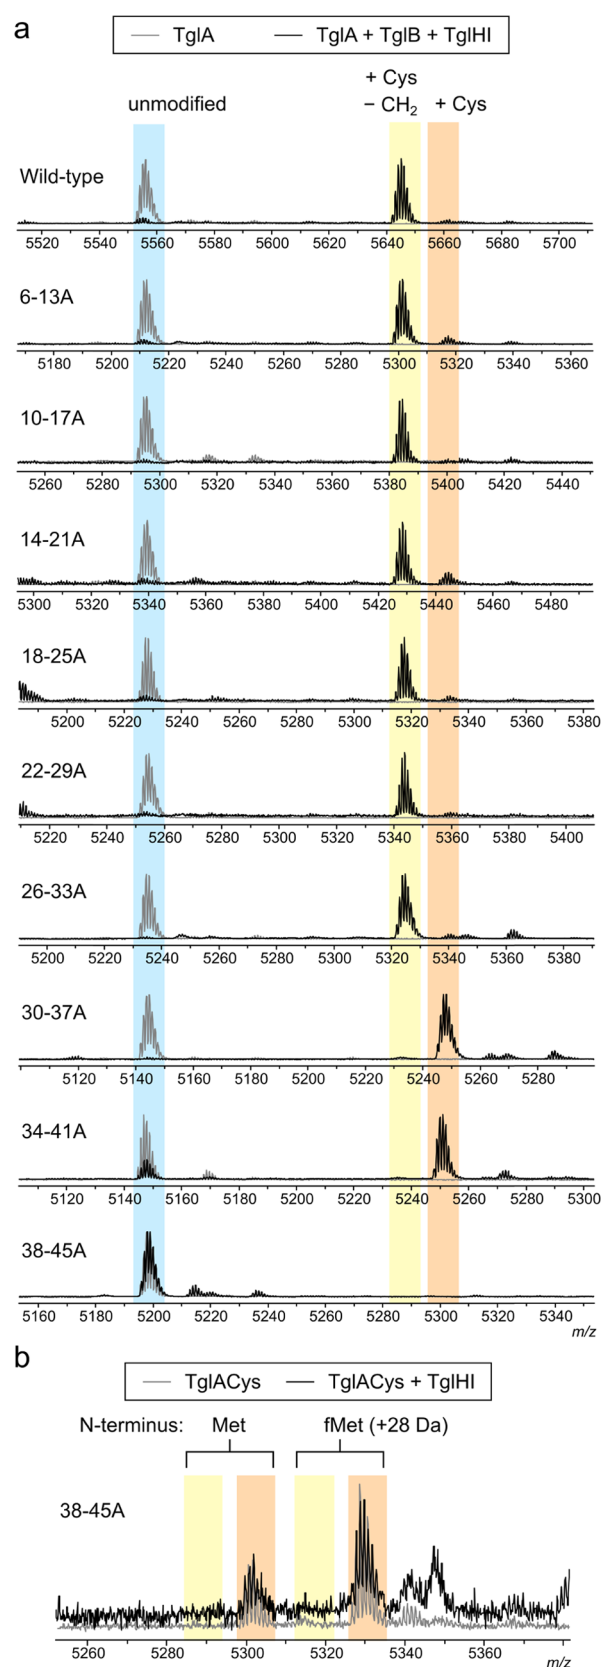 a
TglA TglA + TglB + TglHI
+ Cys
unmodified − CH2 + Cys
Wild-type
5520 5540 5560 5580 5600 5620 5640 5660 5680 5700
6-13A
5180 5200 5220 5240 5260 5280 5300 5320 5340 5360
10-17A
5260 5280 5300 5320 5340 5360 5380 5400 5420 5440
14-21A
5300 5320 5340 5360 5380 5400 5420 5440 5460 5480
18-25A
5200 5220 5240 5260 5280 5300 5320 5340 5360 5380
22-29A
5220 5240 5260 5280 5300 5320 5340 5360 5380 5400
26-33A
5200 5220 5240 5260 5280 5300 5320 5340 5360 5380
30-37A
5120 5140 5160 5180 5200 5220 5240 5260 5280
34-41A
5120 5140 5160 5180 5200 5220 5240 5260 5280 5300
38-45A
5160 5180 5200 5220 5240 5260 5280 5300 5320 5340
m/z
b
TglACys TglACys + TglHI
N-terminus: Met fMet (+28 Da)
38-45A
5260 5280 5300 5320 5340 5360
m/z